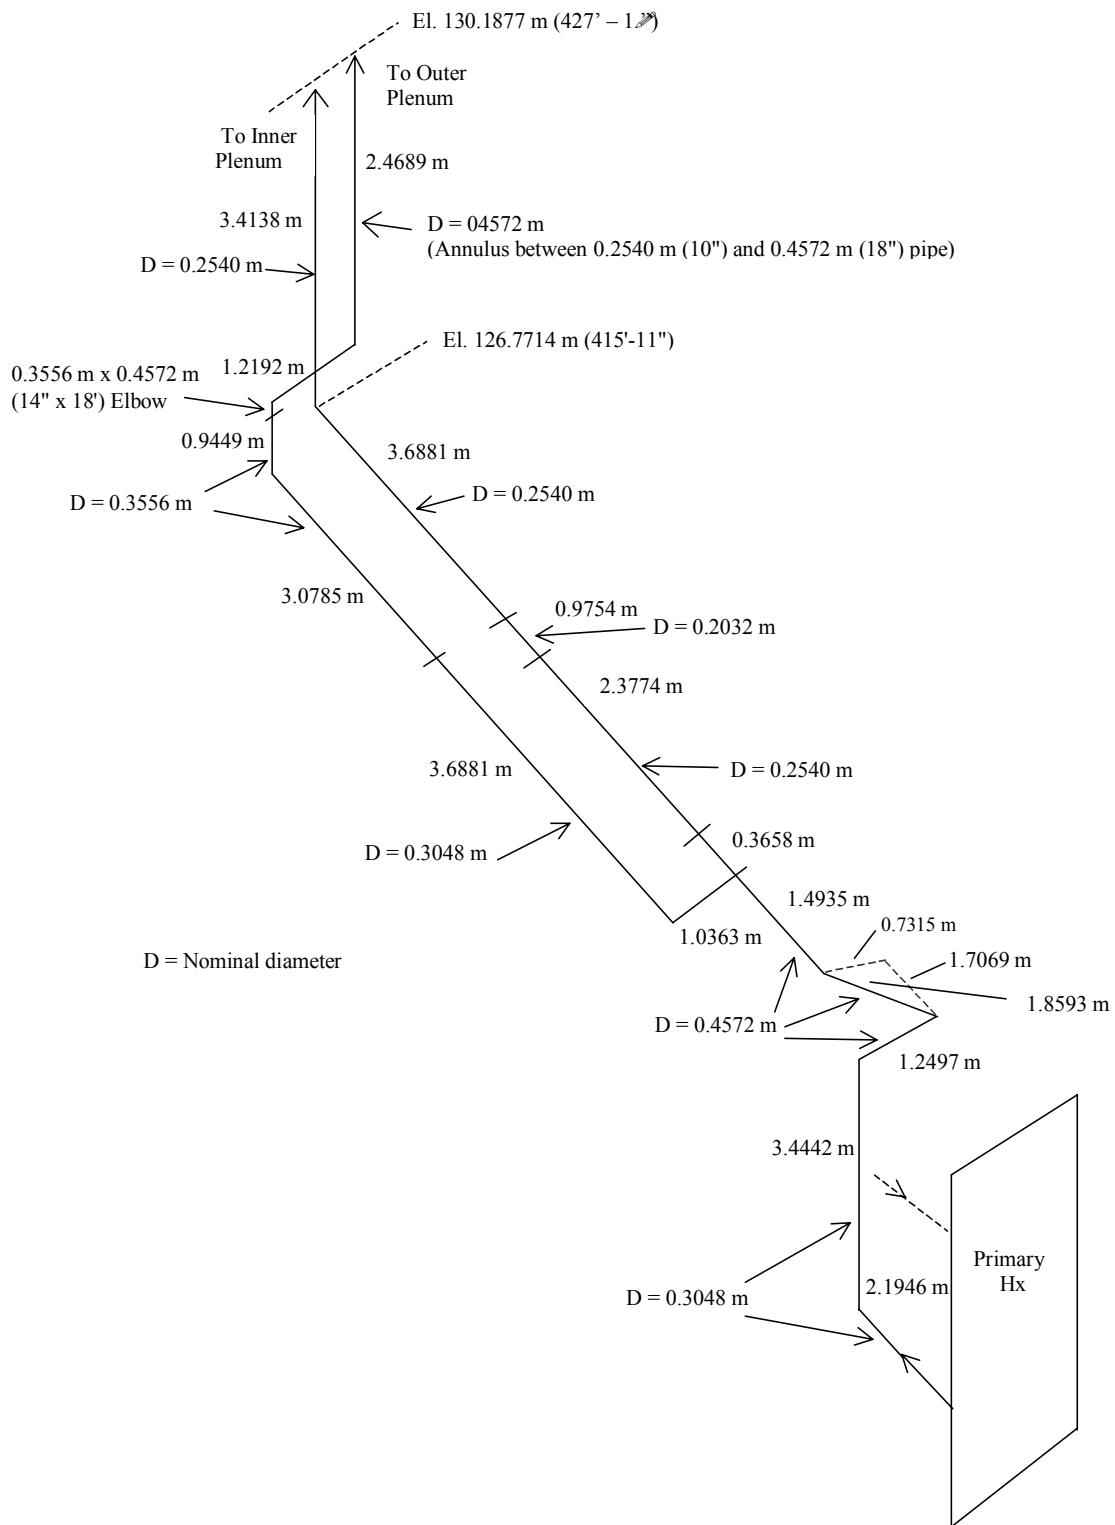 El. 130.1877 m (427’ – 1
To Outer
Plenum
To Inner
Plenum
2.4689 m
3.4138 m
D = 04572 m
(Annulus between 0.2540 m (10") and 0.4572 m (18") pipe)
D = 0.2540 m
El. 126.7714 m (415'-11")
1.2192 m
0.3556 m x 0.4572 m
(14" x 18') Elbow
0.9449 m
3.6881 m
D = 0.2540 m
D = 0.3556 m
3.0785 m
0.9754 m
D = 0.2032 m
2.3774 m
3.6881 m
D = 0.2540 m
0.3658 m
D = 0.3048 m
1.4935 m
0.7315 m
1.0363 m
D = Nominal diameter
1.7069 m
1.8593 m
D = 0.4572 m
1.2497 m
3.4442 m
Primary
Hx
2.1946 m
D = 0.3048 m